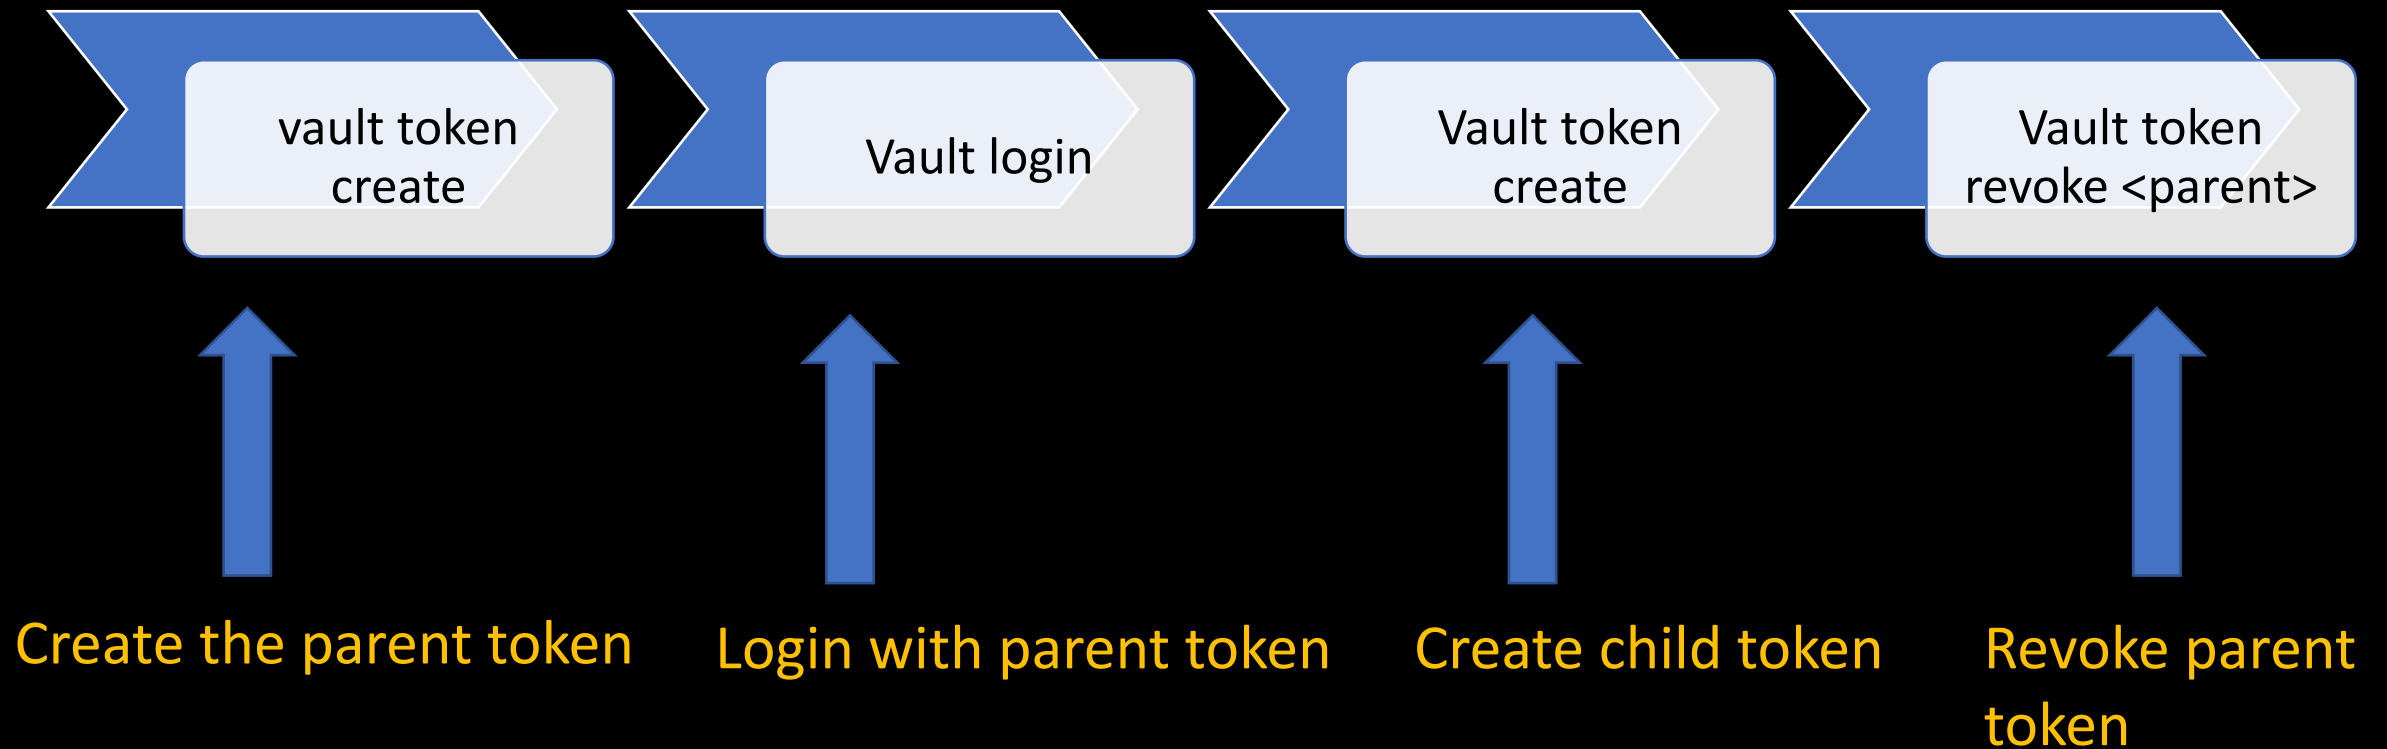 vault token
create
Vault login
Vault token
create
Vault token
revoke <parent>
Create the parent token
Login with parent token
Create child token
Revoke parent
token